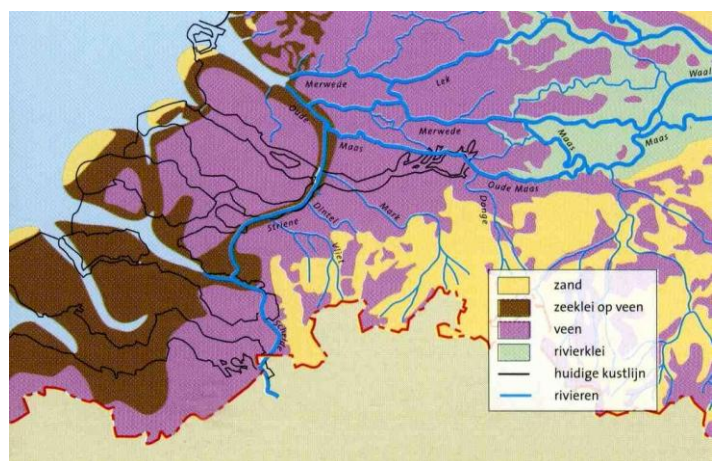 Merwede
Lek
Waal
Oude
Maas
Merwede
Maas
Maas
Oude Maas
Striene
Dintel
Mark
Vliet
Donge
zand
zeeklei op veen
veen
rivierklei
huidige kustlijn
rivieren